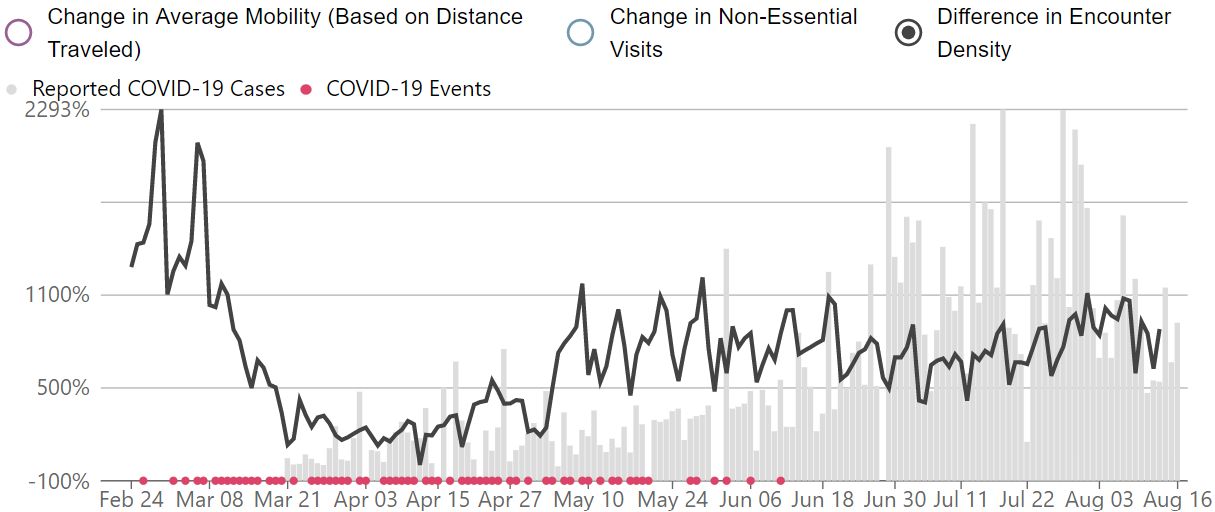 Change in Average Mobility (Based on Distance Traveled)
Change in Non-Essential Visits
Difference in Encounter Density
Reported COVID-19 Cases
COVID-19 Events
2293%
1100%
500%
-100%
Feb 24
Mar 08
Mar 21
Apr 03
Apr 15
Apr 27
May 10
May 24
Jun 06
Jun 18
Jun 30
Jul 11
Jul 22
Aug 03
Aug 16